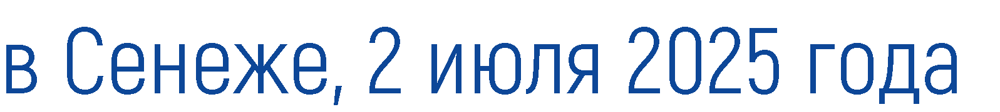 в Сенеже, 2 июля 2025 года